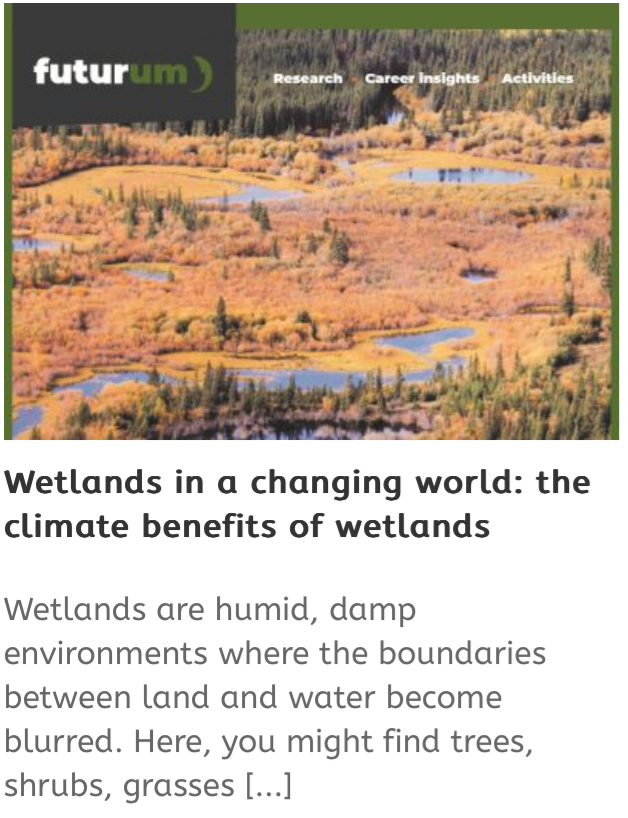 futurum
Research Career insights Activities
Wetlands in a changing world: the
climate benefits of wetlands
Wetlands are humid, damp
environments where the boundaries
between land and water become
blurred. Here, you might find trees,
shrubs, grasses [...]